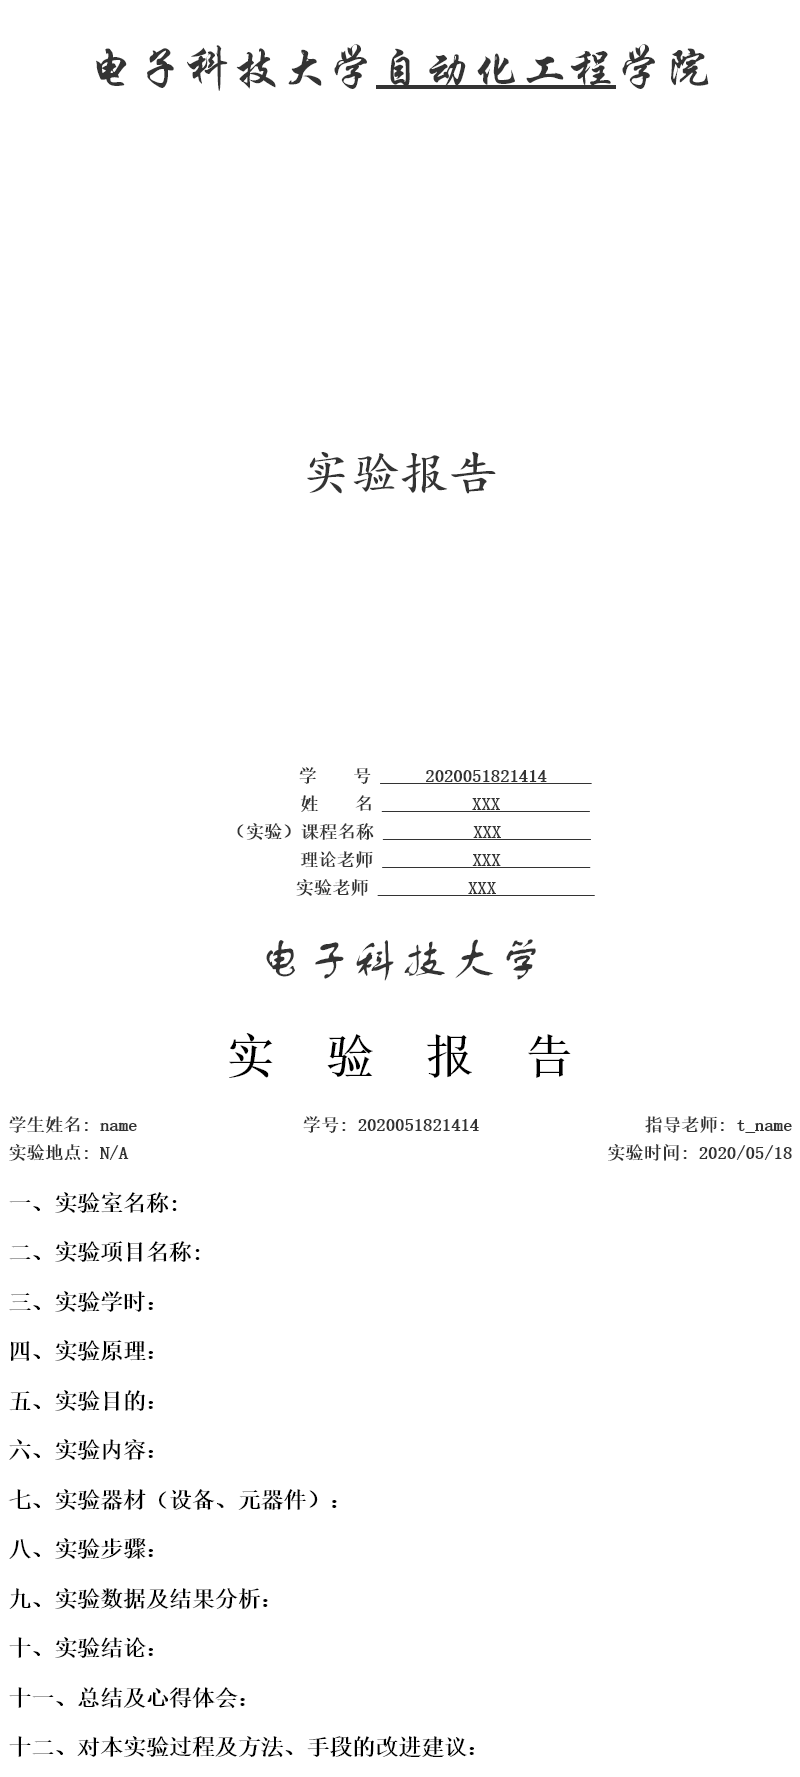 电子科技大学自动化工程学院
实验报告
学 号 2020051821414
姓 名 XXX
（实验）课程名称 XXX
理论老师 XXX
实验老师 XXX
电子科技大学
实 验 报 告
学生姓名: name 学号: 2020051821414 指导老师: t_name
实验地点: N/A 实验时间: 2020/05/18
一、实验室名称:
二、实验项目名称:
三、实验学时：
四、实验原理：
五、实验目的：
六、实验内容：
七、实验器材（设备、元器件）：
八、实验步骤：
九、实验数据及结果分析：
十、实验结论：
十一、总结及心得体会：
十二、对本实验过程及方法、手段的改进建议：